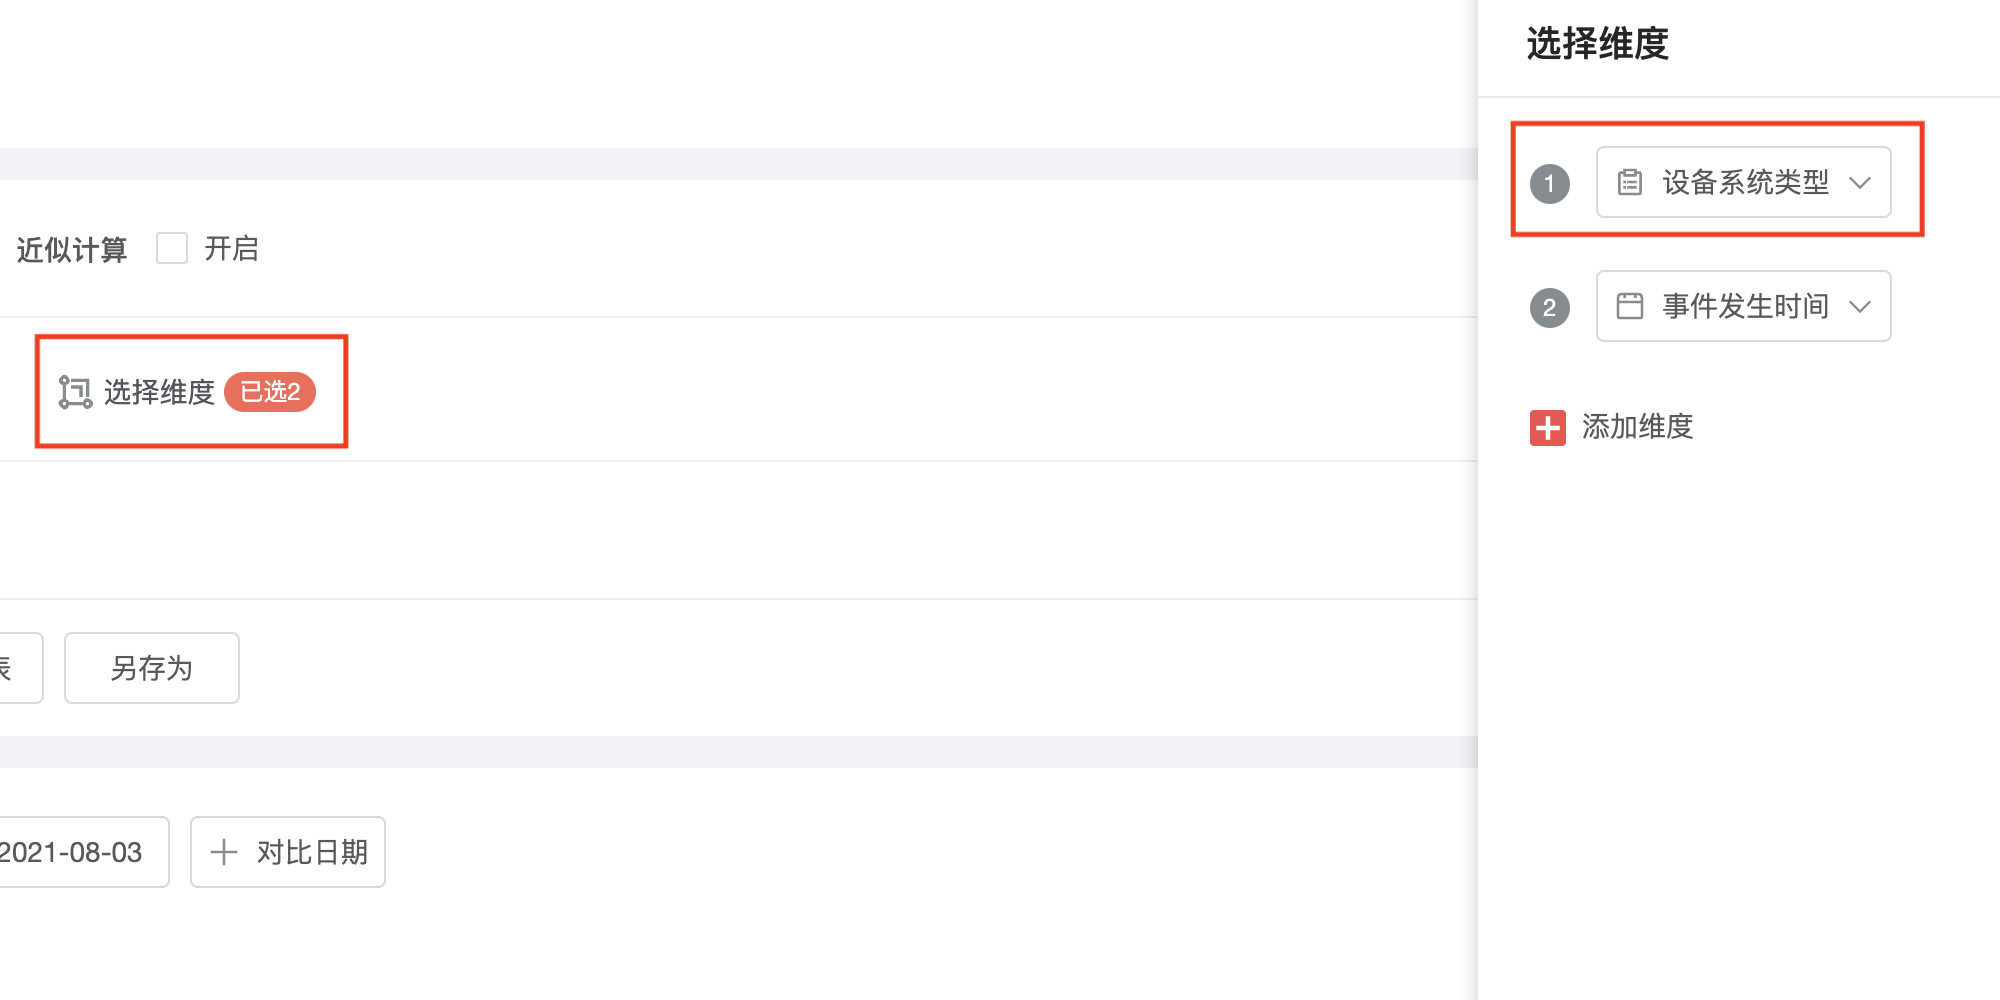 选择维度
1 设备系统类型
2 事件发生时间
添加维度
近似计算 开启
选择维度 已选2
另存为
2021-08-03 对比日期